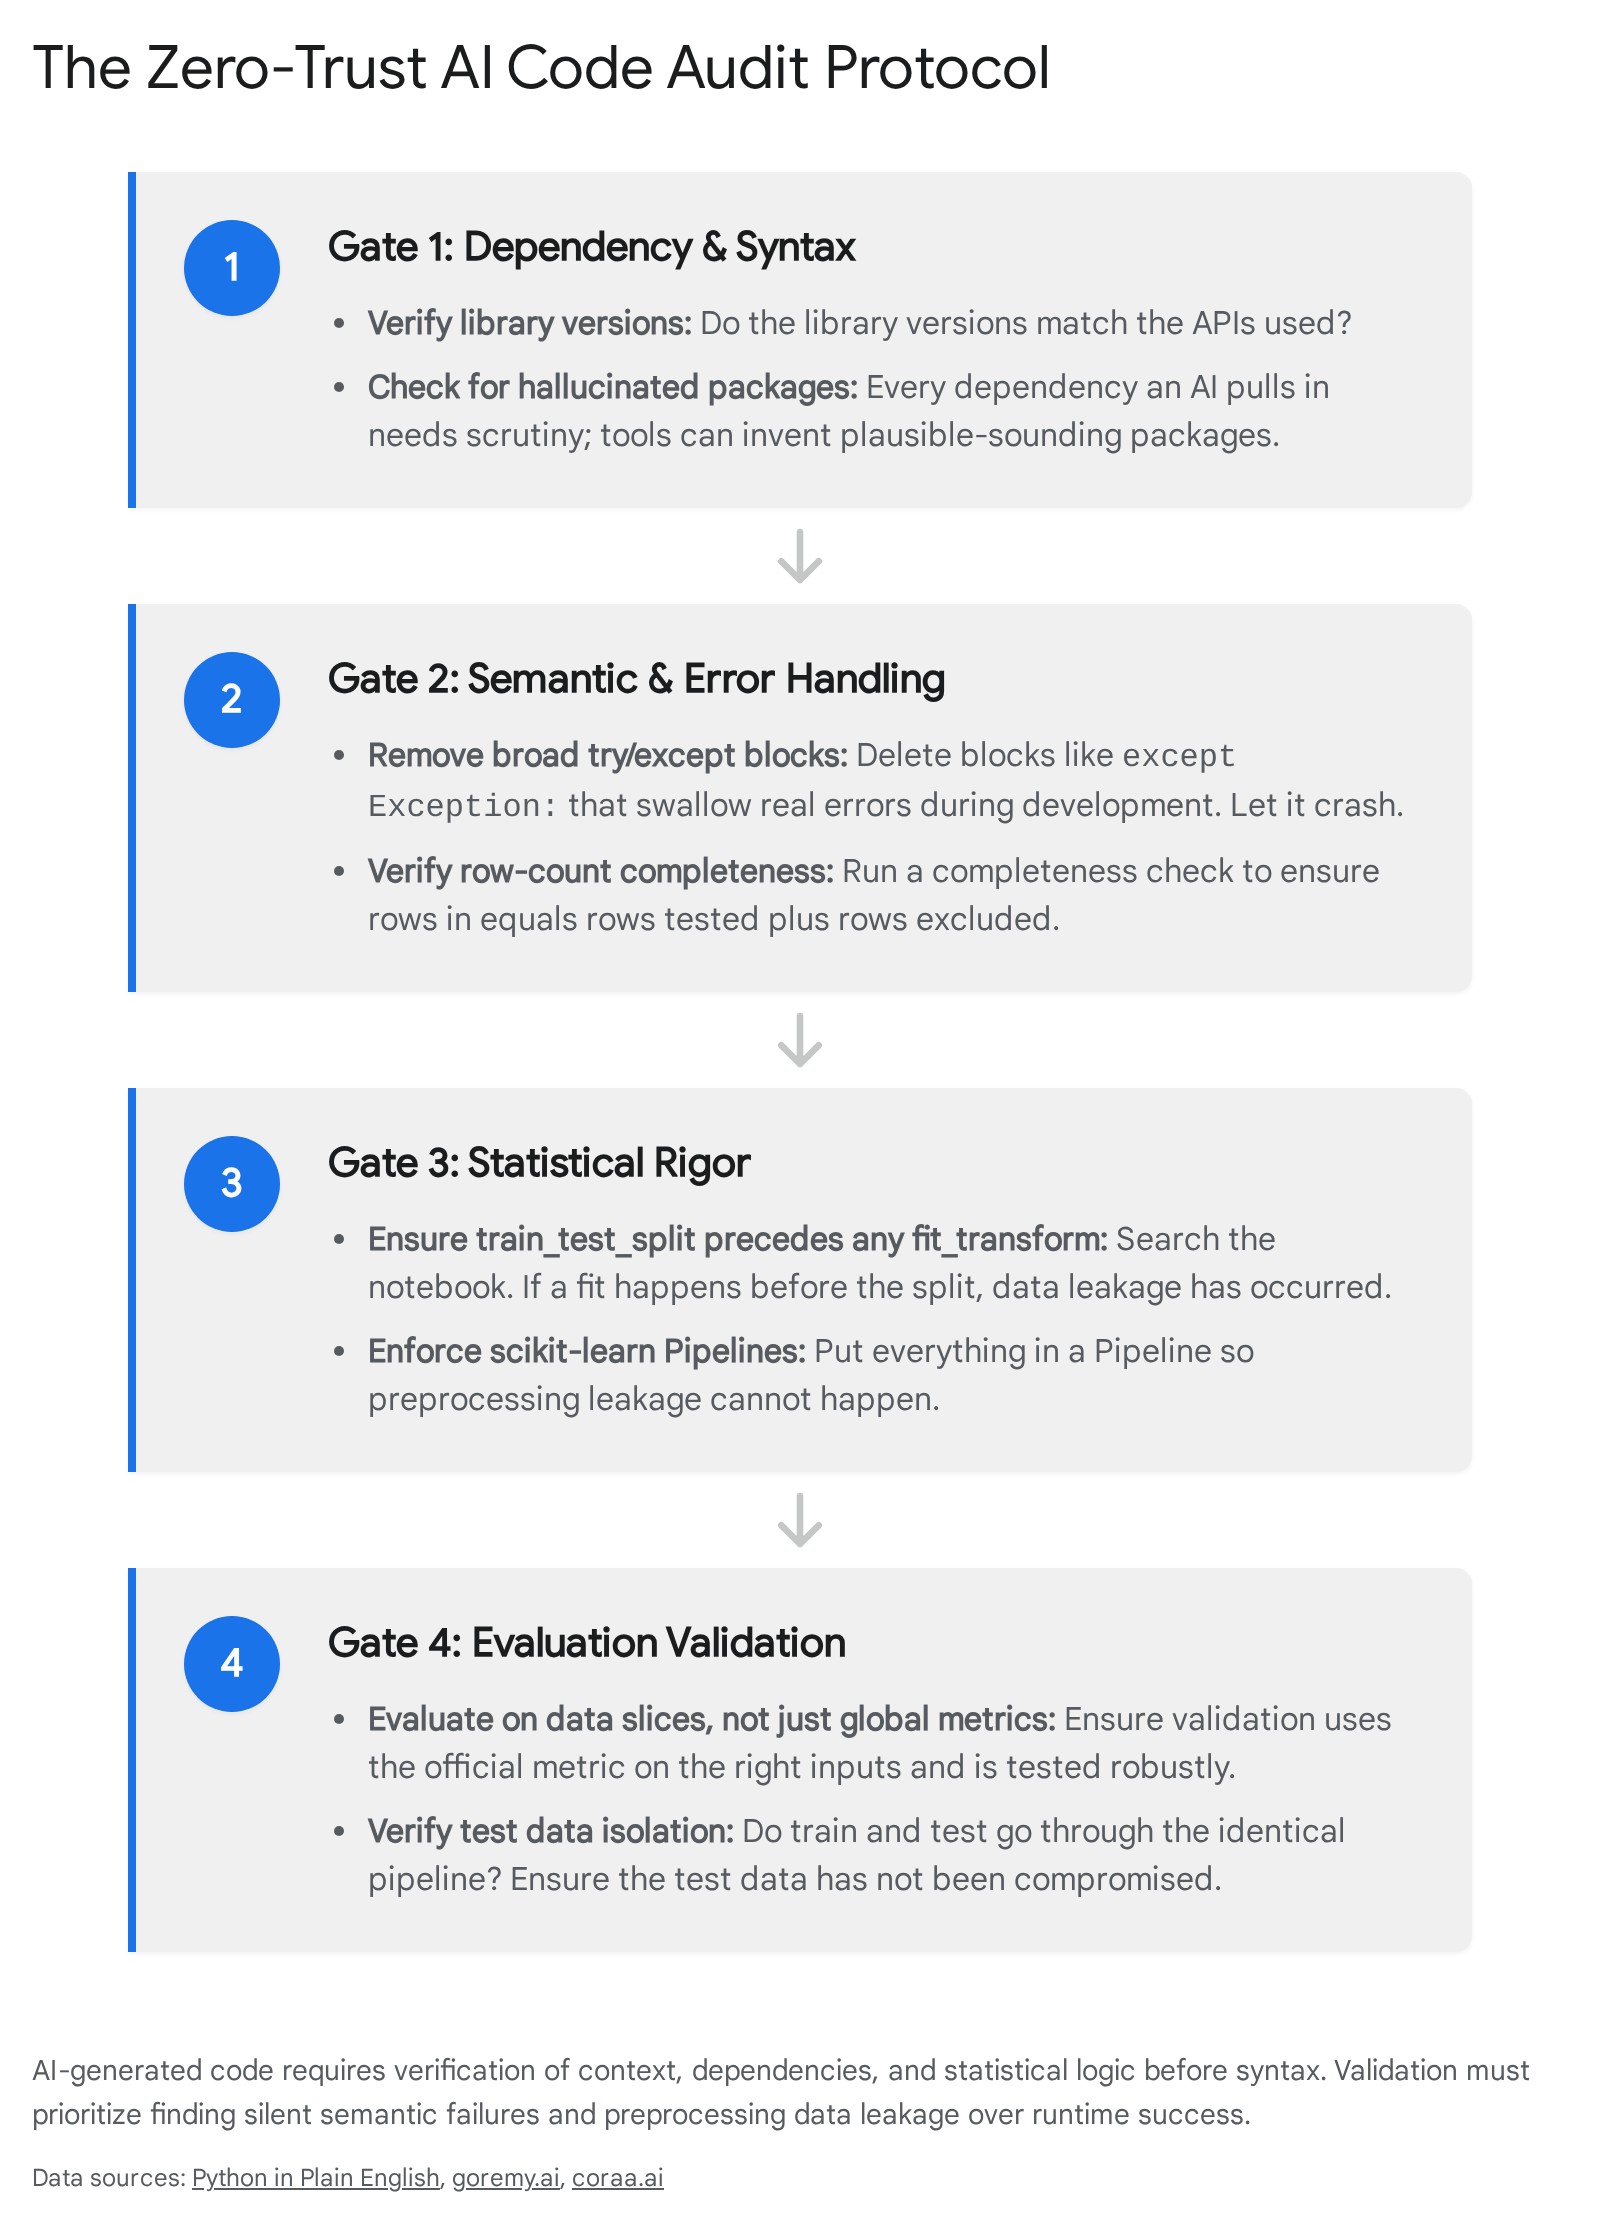 The Zero-Trust AI Code Audit Protocol
1
Gate 1: Dependency & Syntax
• Verify library versions: Do the library versions match the APIs used?
• Check for hallucinated packages: Every dependency an AI pulls in
needs scrutiny; tools can invent plausible-sounding packages.
2
Gate 2: Semantic & Error Handling
• Remove broad try/except blocks: Delete blocks like except
Exception: that swallow real errors during development. Let it crash.
• Verify row-count completeness: Run a completeness check to ensure
rows in equals rows tested plus rows excluded.
3
Gate 3: Statistical Rigor
• Ensure train_test_split precedes any fit_transform: Search the
notebook. If a fit happens before the split, data leakage has occurred.
• Enforce scikit-learn Pipelines: Put everything in a Pipeline so
preprocessing leakage cannot happen.
4
Gate 4: Evaluation Validation
• Evaluate on data slices, not just global metrics: Ensure validation uses
the official metric on the right inputs and is tested robustly.
• Verify test data isolation: Do train and test go through the identical
pipeline? Ensure the test data has not been compromised.
AI-generated code requires verification of context, dependencies, and statistical logic before syntax. Validation must
prioritize finding silent semantic failures and preprocessing data leakage over runtime success.
Data sources: Python in Plain English, goremy.ai, coraa.ai